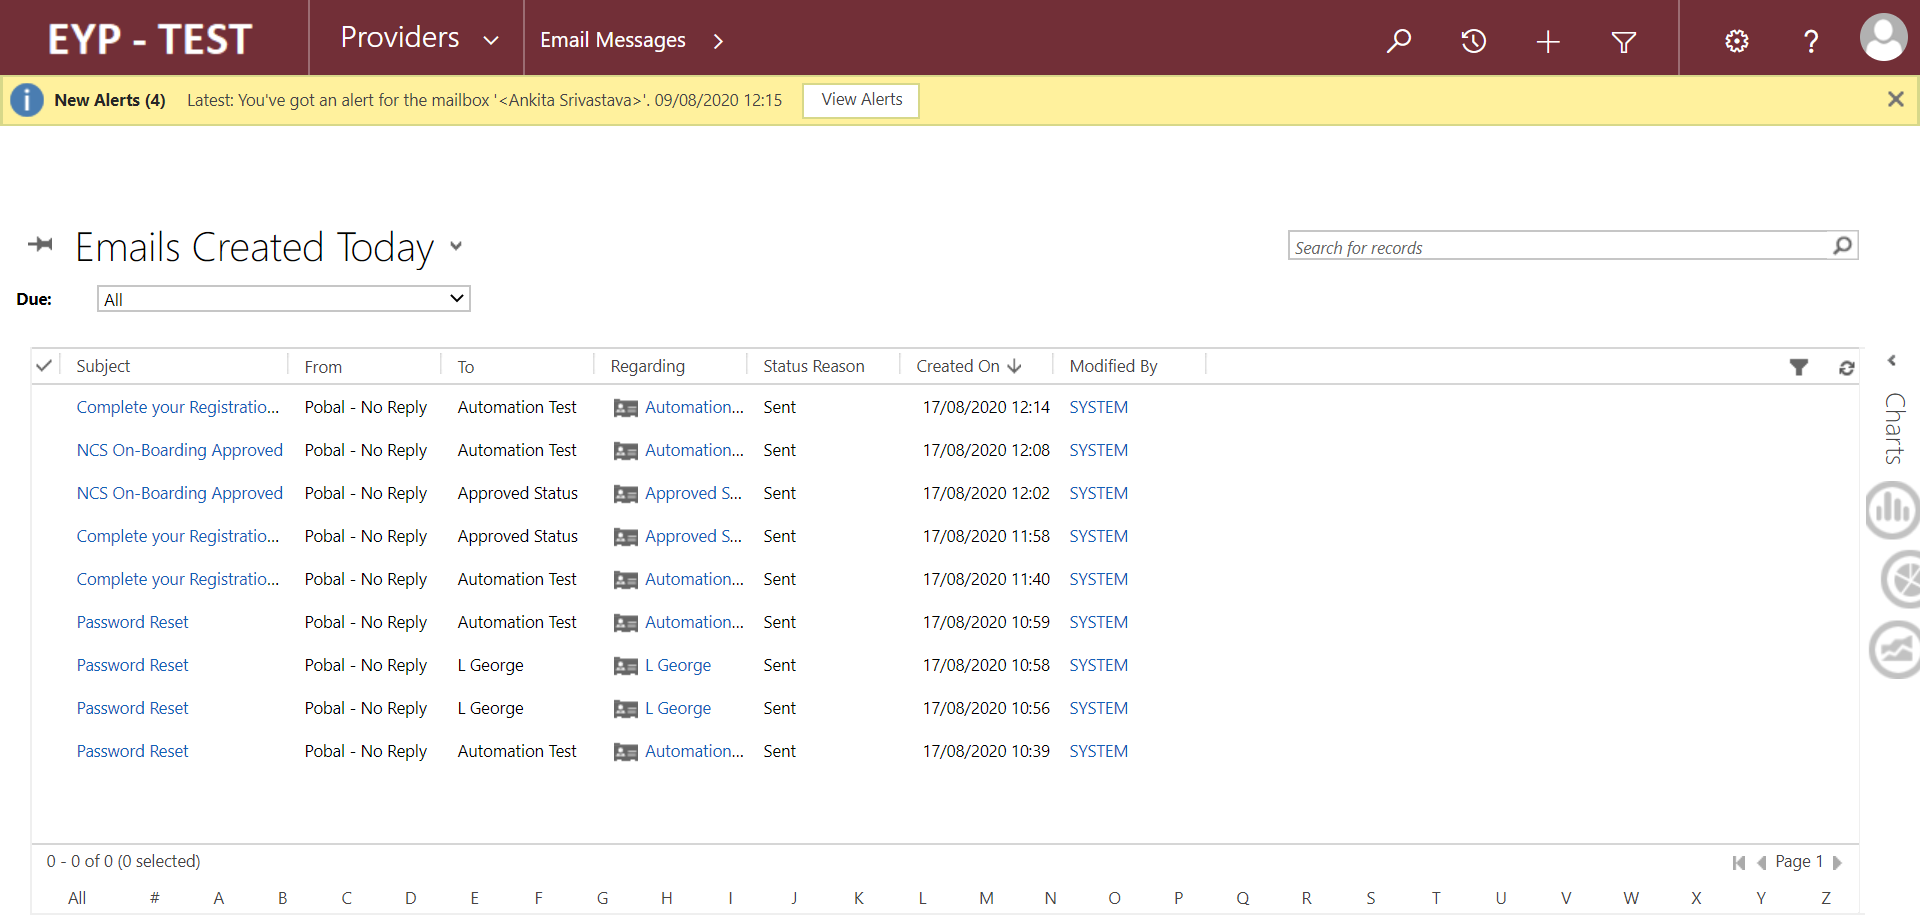 EYP - TEST Providers Email Messages
New Alerts (4) Latest: You've got an alert for the mailbox '<Ankita Srivastava>'. 09/08/2020 12:15 View Alerts
Emails Created Today Search for records
Due: All
Subject From To Regarding Status Reason Created On Modified By
Complete your Registratio... Pobal - No Reply Automation Test Automation... Sent 17/08/2020 12:14 SYSTEM
NCS On-Boarding Approved Pobal - No Reply Automation Test Automation... Sent 17/08/2020 12:08 SYSTEM
NCS On-Boarding Approved Pobal - No Reply Approved Status Approved S... Sent 17/08/2020 12:02 SYSTEM
Complete your Registratio... Pobal - No Reply Approved Status Approved S... Sent 17/08/2020 11:58 SYSTEM
Complete your Registratio... Pobal - No Reply Automation Test Automation... Sent 17/08/2020 11:40 SYSTEM
Password Reset Pobal - No Reply Automation Test Automation... Sent 17/08/2020 10:59 SYSTEM
Password Reset Pobal - No Reply L George L George Sent 17/08/2020 10:58 SYSTEM
Password Reset Pobal - No Reply L George L George Sent 17/08/2020 10:56 SYSTEM
Password Reset Pobal - No Reply Automation Test Automation... Sent 17/08/2020 10:39 SYSTEM
Charts
0 - 0 of 0 (0 selected) Page 1
All # A B C D E F G H I J K L M N O P Q R S T U V W X Y Z